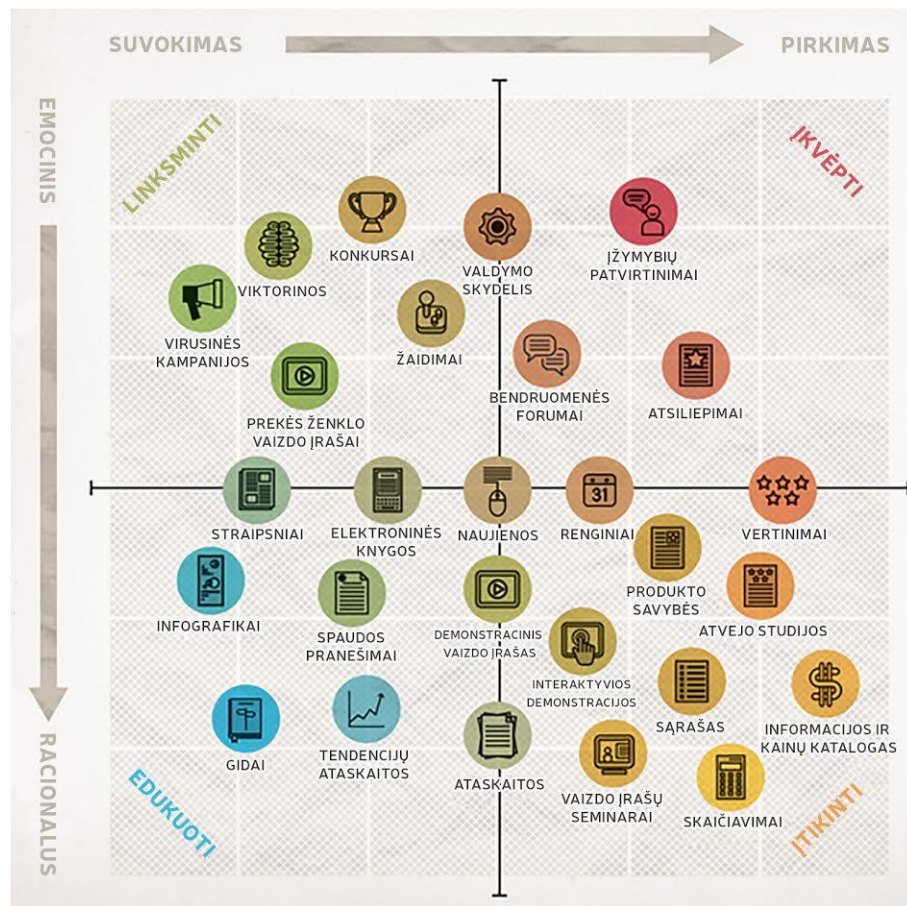 SUVOKIMAS
PIRKIMAS
EMOCINIS
RACIONALUS
LINKSMINTI
ĮKVĖPTI
KONKURSAI
VIKTORINOS
VALDYMO
SKYDELIS
ĮŽYMYBIŲ
PATVIRTINIMAI
VIRUSINĖS
KAMPANIJOS
ŽAIDIMAI
BENDRUOMENĖS
FORUMAI
ATSILIEPIMAI
PREKĖS ŽENKLO
VAIZDO ĮRAŠAI
31
STRAIPSNIAI
ELEKTRONINĖS
KNYGOS
NAUJIENOS
RENGINIAI
VERTINIMAI
INFOGRAFIKAI
SPAUDOS
PRANEŠIMAI
DEMONSTRACINIS
VAIZDO ĮRAŠAS
PRODUKTO
SAVYBĖS
ATVEJO STUDIJOS
INTERAKTYVIOS
DEMONSTRACIJOS
SĄRAŠAS
INFORMACIJOS IR
KAINŲ KATALOGAS
GIDAI
TENDENCIJŲ
ATASKAITOS
ATASKAITOS
VAIZDO ĮRAŠŲ
SEMINARAI
SKAIČIAVIMAI
EDUKUOTI
ĮTIKINTI